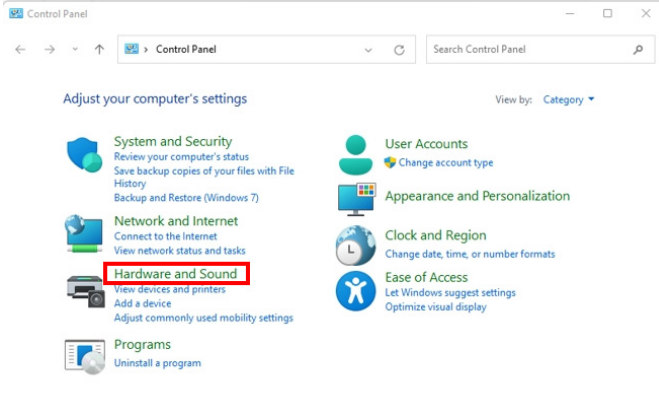 Control Panel
Control Panel
Search Control Panel
Adjust your computer's settings
View by: Category
System and Security
Review your computer's status
Save backup copies of your files with File
History
Backup and Restore (Windows 7)
Network and Internet
Connect to the Internet
View network status and tasks
Hardware and Sound
View devices and printers
Add a device
Adjust commonly used mobility settings
Programs
Uninstall a program
User Accounts
Change account type
Appearance and Personalization
Clock and Region
Change date, time, or number formats
Ease of Access
Let Windows suggest settings
Optimize visual display